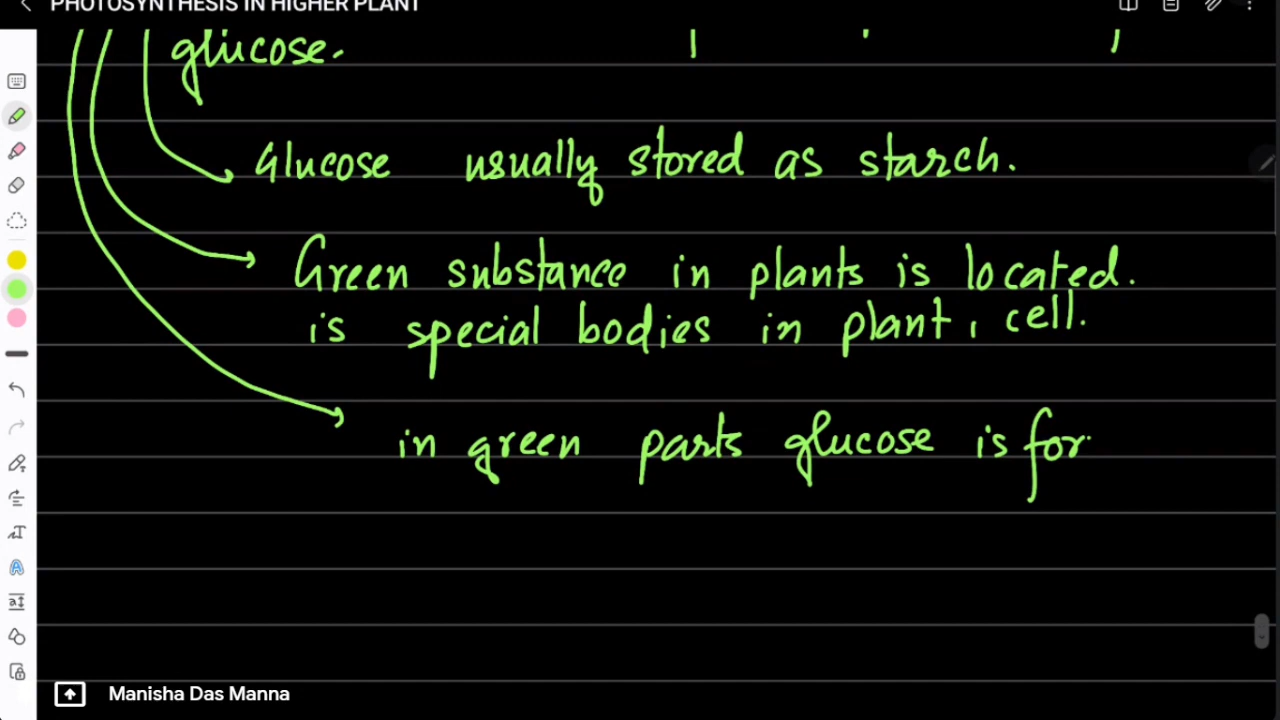 PHOTOSYNTHESIS IN HIGHER PLANT
glucose.
Glucose usually stored as starch.
Green substance in plants is located.
is special bodies in plant, cell.
in green parts glucose is for
Manisha Das Manna